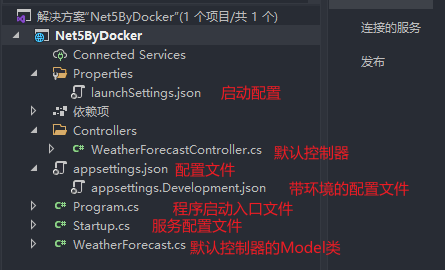 解决方案"Net5ByDocker"(1 个项目/共 1 个)
Net5ByDocker
Connected Services
Properties
launchSettings.json 启动配置
依赖项
Controllers
WeatherForecastController.cs 默认控制器
appsettings.json 配置文件
appsettings.Development.json 带环境的配置文件
Program.cs 程序启动入口文件
Startup.cs 服务配置文件
WeatherForecast.cs 默认控制器的Model类
连接的服务
发布